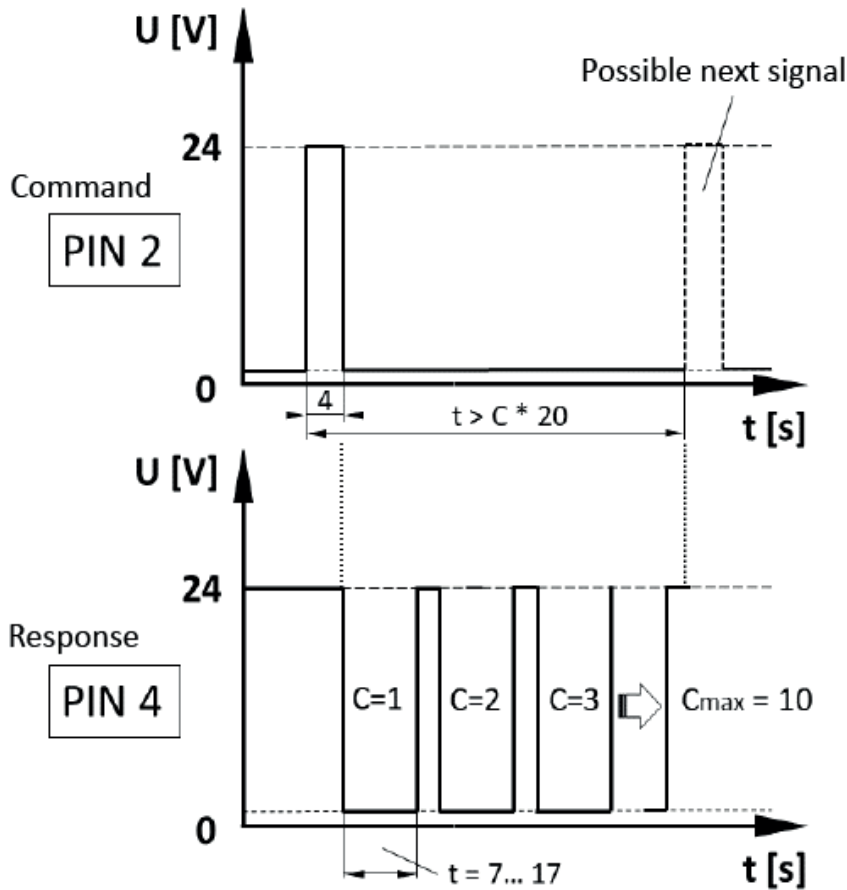 U [V]
Possible next signal
24
Command
PIN 2
0
4
t > C * 20
t [s]
U [V]
24
Response
PIN 4
C=1
C=2
C=3
Cmax = 10
0
t = 7... 17
t [s]